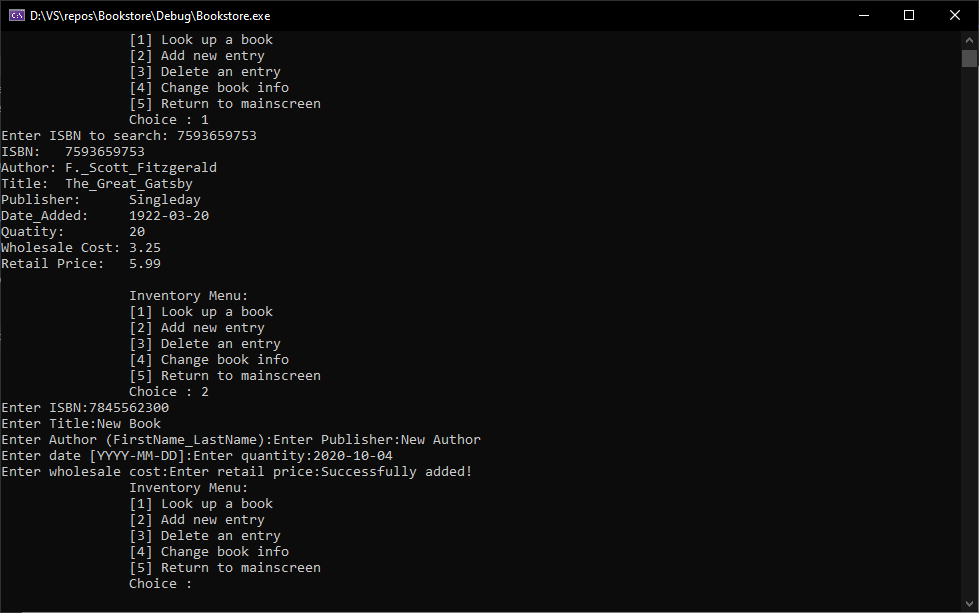 D:\VS\repos\Bookstore\Debug\Bookstore.exe
[1] Look up a book
[2] Add new entry
[3] Delete an entry
[4] Change book info
[5] Return to mainscreen
Choice : 1
Enter ISBN to search: 7593659753
ISBN: 7593659753
Author: F._Scott_Fitzgerald
Title: The_Great_Gatsby
Publisher: Singleday
Date_Added: 1922-03-20
Quatity: 20
Wholesale Cost: 3.25
Retail Price: 5.99
Inventory Menu:
[1] Look up a book
[2] Add new entry
[3] Delete an entry
[4] Change book info
[5] Return to mainscreen
Choice : 2
Enter ISBN:7845562300
Enter Title:New Book
Enter Author (FirstName_LastName):Enter Publisher:New Author
Enter date [YYYY-MM-DD]:Enter quantity:2020-10-04
Enter wholesale cost:Enter retail price:Successfully added!
Inventory Menu:
[1] Look up a book
[2] Add new entry
[3] Delete an entry
[4] Change book info
[5] Return to mainscreen
Choice :